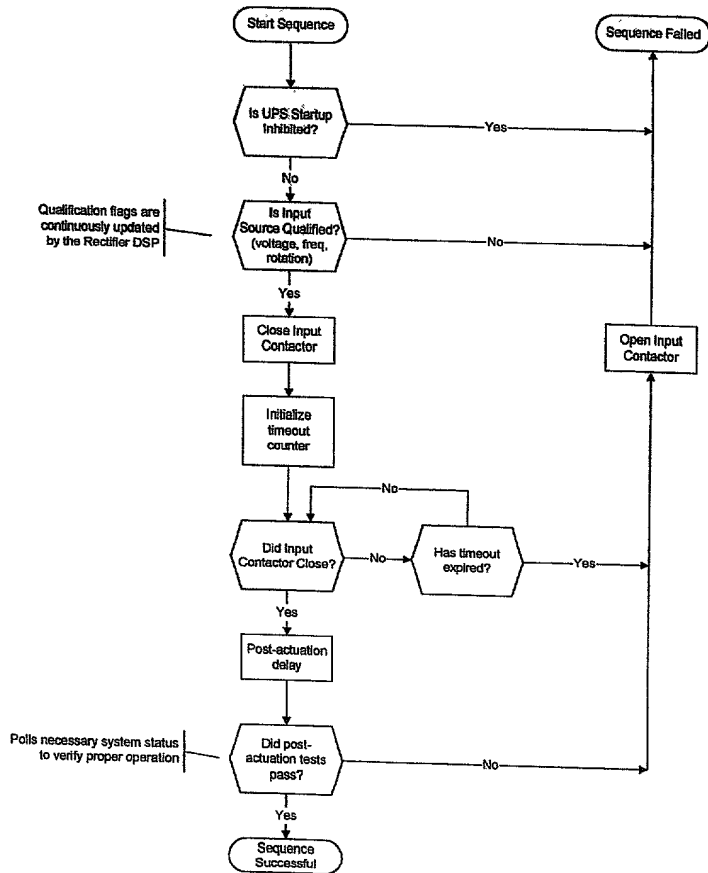 Start Sequence
Sequence Failed
Is UPS Startup
Inhibited?
Yes
No
Qualification flags are
continuously updated
by the Rectifier DSP
Is Input
Source Qualified?
(voltage, freq,
rotation)
No
Yes
Close Input
Contactor
Open Input
Contactor
Initialize
timeout
counter
No
Did Input
Contactor Close?
No
Has timeout
expired?
Yes
Yes
Post-actuation
delay
Polls necessary system status
to verify proper operation
Did post-
actuation tests
pass?
No
Yes
Sequence
Successful